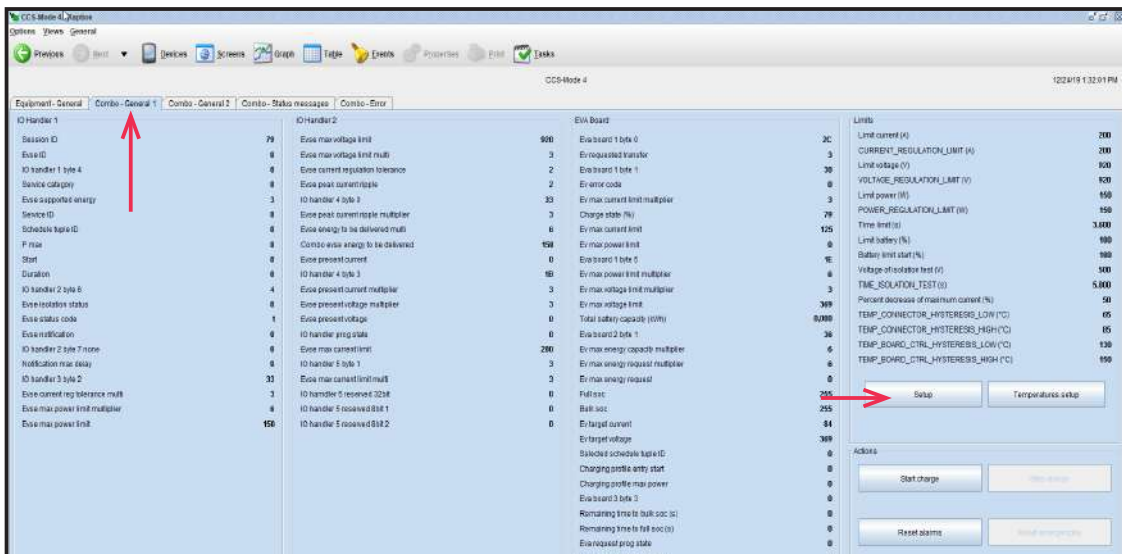 CCS-Mode 4, Raption
Options Views General
Previous Next Devices Screens Graph Table Events Properties Print Tasks
CCS-Mode 4 12/24/19 1:32:01 PM
Equipment - General Combo - General 1 Combo - General 2 Combo - Status messages Combo - Error
IO Handler 1
Session ID 79
Evse ID 0
IO handler 1 byte 4 0
Service category 0
Evse supported energy 3
Service ID 0
Schedule tuple ID 0
P max 0
Start 0
Duration 0
IO handler 2 byte 6 4
Evse isolation status 0
Evse status code 1
Evse notification 0
IO handler 2 byte 7 none 0
Notification max delay 0
IO handler 3 byte 2 33
Evse current reg tolerance multi 3
Evse max power limit multiplier 6
Evse max power limit 150
IO Handler 2
Evse max voltage limit 920
Evse max voltage limit multi 3
Evse current regulation tolerance 2
Evse peak current ripple 2
IO handler 4 byte 3 33
Evse peak current ripple multiplier 3
Evse energy to be delivered multi 6
Combo evse energy to be delivered 150
Evse present current 0
IO handler 4 byte 3 1B
Evse present current multiplier 3
Evse present voltage multiplier 3
Evse present voltage 0
IO handler prog state 0
Evse max current limit 200
IO handler 5 byte 1 3
Evse max current limit multi 3
IO hamdler 5 reserved 32bit 0
IO handler 5 reserved 8bit 1 0
IO handler 5 reserved 8bit 2 0
EVA Board
Eva board 1 byte 0 2C
Ev requested transfer 3
Eva board 1 byte 1 30
Ev error code 0
Ev max current limit multiplier 3
Charge state (%) 79
Ev max current limit 125
Ev max power limit 0
Eva board 1 byte 5 1E
Ev max power limit multiplier 6
Ev max voltage limit multiplier 3
Ev max voltage limit 369
Total battery capacity (kWh) 0,000
Eva board 2 byte 1 36
Ev max energy capacity multiplier 6
Ev max energy request multiplier 6
Ev max energy request 0
Full soc 255
Bulk soc 255
Ev target current 84
Ev target voltage 369
Selected schedule tuple ID 0
Charging profile entry start 0
Charging profile max power 0
Eva board 3 byte 3 0
Remaining time to bulk soc (s) 0
Remaining time to full soc (s) 0
Eva request prog state 0
Limits
Limit current (A) 200
CURRENT_REGULATION_LIMIT (A) 200
Limit voltage (V) 920
VOLTAGE_REGULATION_LIMIT (V) 920
Limit power (W) 150
POWER_REGULATION_LIMIT (W) 150
Time limit (s) 3.600
Limit battery (%) 100
Battery limit start (%) 100
Voltage of isolation test (V) 500
TIME_ISOLATION_TEST (s) 5.000
Percent decrease of maximum current (%) 50
TEMP_CONNECTOR_HYSTERESIS_LOW (°C) 65
TEMP_CONNECTOR_HYSTERESIS_HIGH (°C) 85
TEMP_BOARD_CTRL_HYSTERESIS_LOW (°C) 130
TEMP_BOARD_CTRL_HYSTERESIS_HIGH (°C) 150
Setup Temperatures setup
Actions
Start charge
Reset alarms